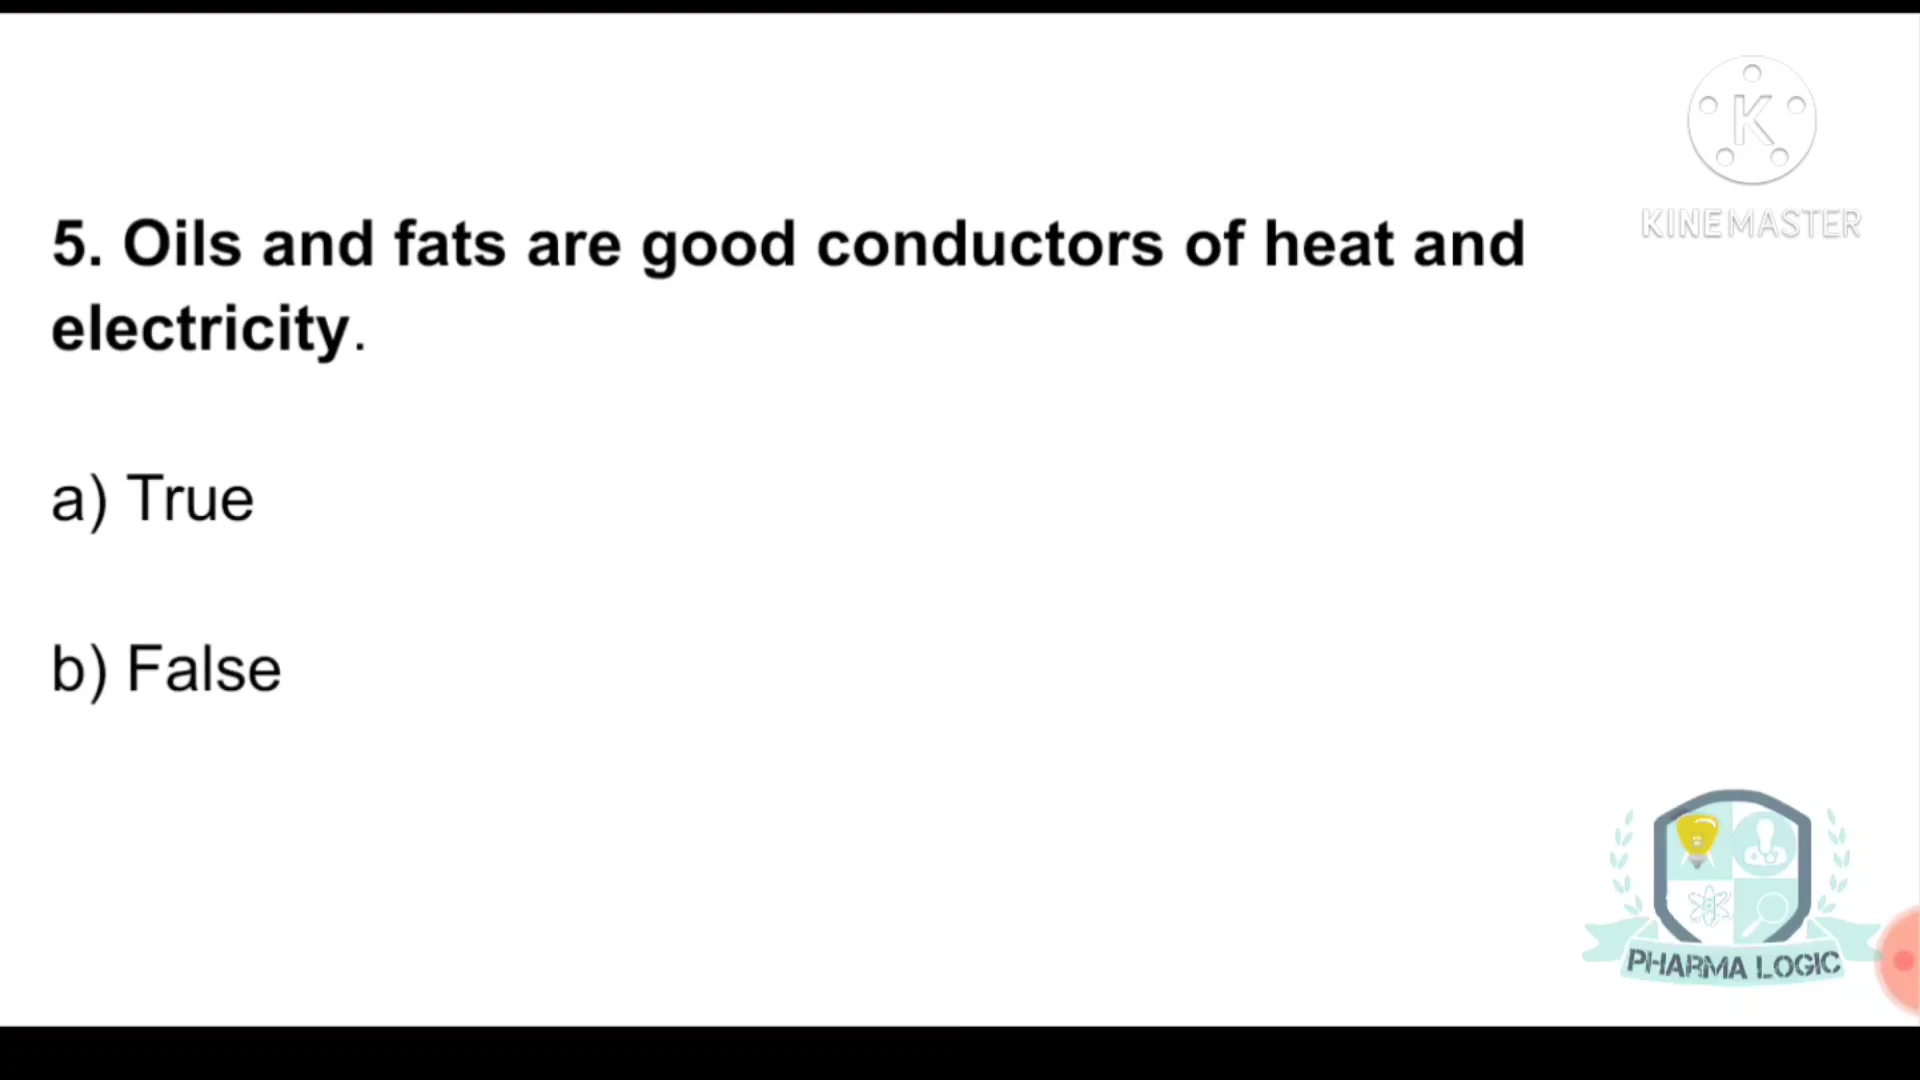 K
KINEMASTER
5. Oils and fats are good conductors of heat and
electricity.
a) True
b) False
PHARMA LOGIC